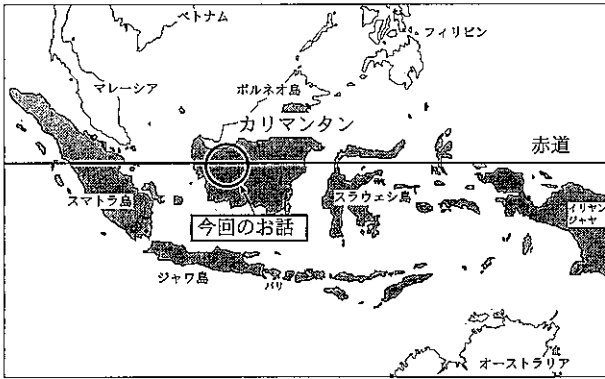 ベトナム
フィリピン
マレーシア
ボルネオ島
カリマンタン
赤道
スマトラ島
スラウェシ島
イリヤン
ジャヤ
今回のお話
ジャワ島
バリ
オーストラリア